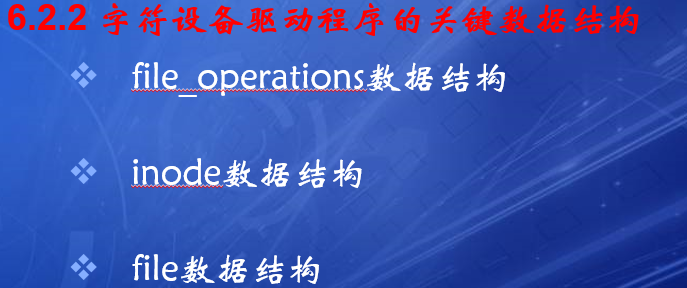 6.2.2 字符设备驱动程序的关键数据结构
file_operations数据结构
inode数据结构
file数据结构